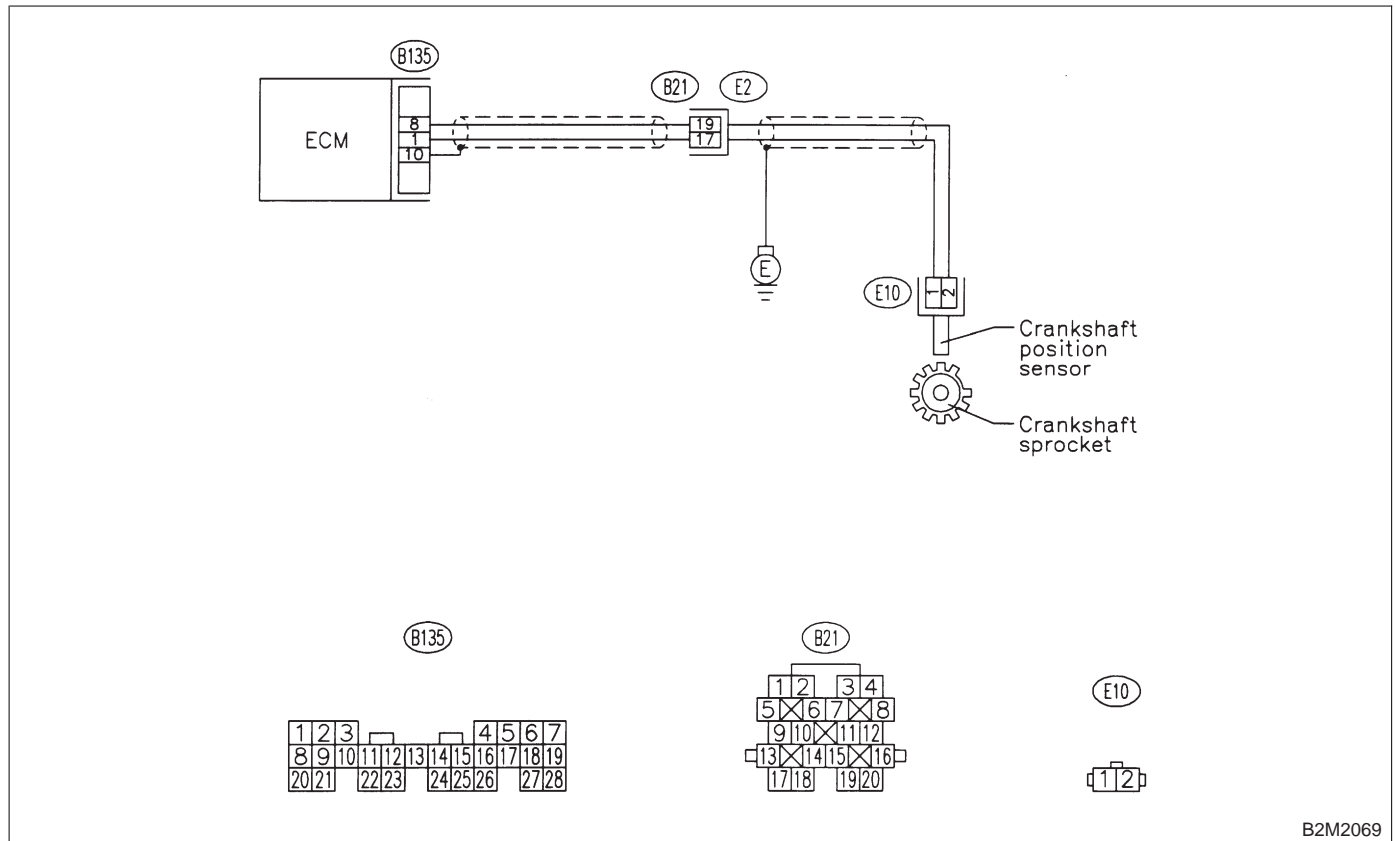 B135
B21 E2
ECM
8
1
10
19
17
E
E10
1 2
Crankshaft
position
sensor
Crankshaft
sprocket
B135
B21
E10
1 2 3 4 5 6 7
8 9 10 11 12 13 14 15 16 17 18 19
20 21 22 23 24 25 26 27 28
1 2 3 4
5 6 7 8
9 10 11 12
13 14 15 16
17 18 19 20
1 2
B2M2069